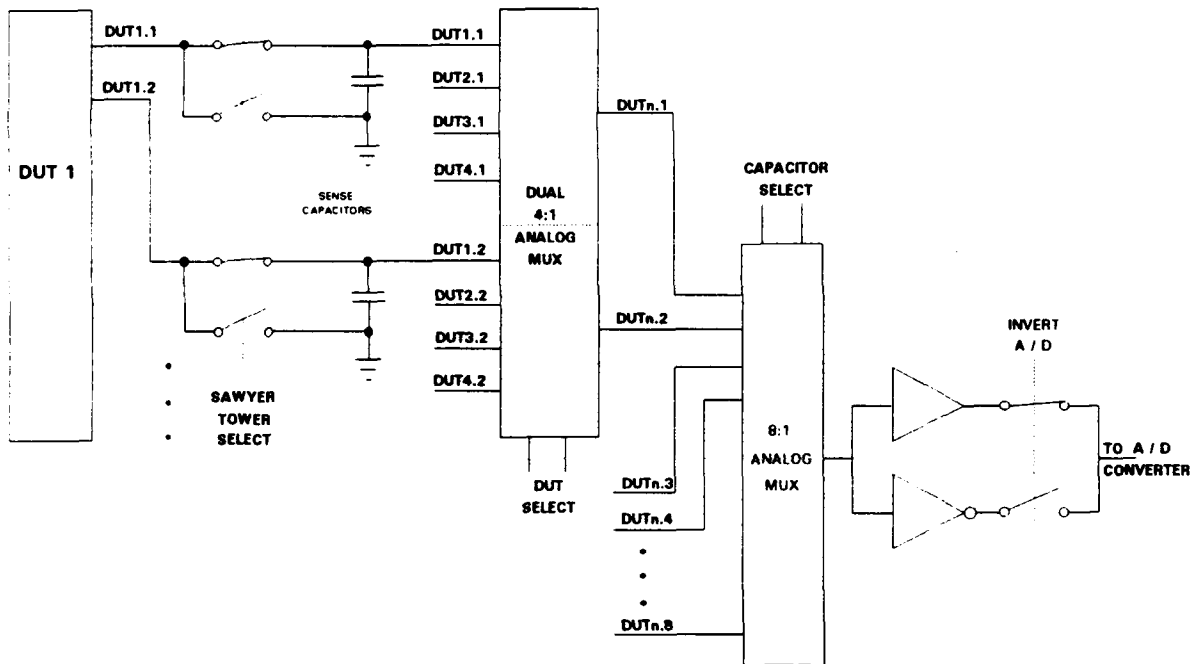 DUT 1
DUT1.1
DUT1.2
SENSE
CAPACITORS
SAWYER
TOWER
SELECT
DUT1.1
DUT2.1
DUT3.1
DUT4.1
DUT1.2
DUT2.2
DUT3.2
DUT4.2
DUAL
4:1
ANALOG
MUX
DUT
SELECT
DUTn.1
DUTn.2
DUTn.3
DUTn.4
DUTn.8
CAPACITOR
SELECT
8:1
ANALOG
MUX
INVERT
A / D
TO A / D
CONVERTER